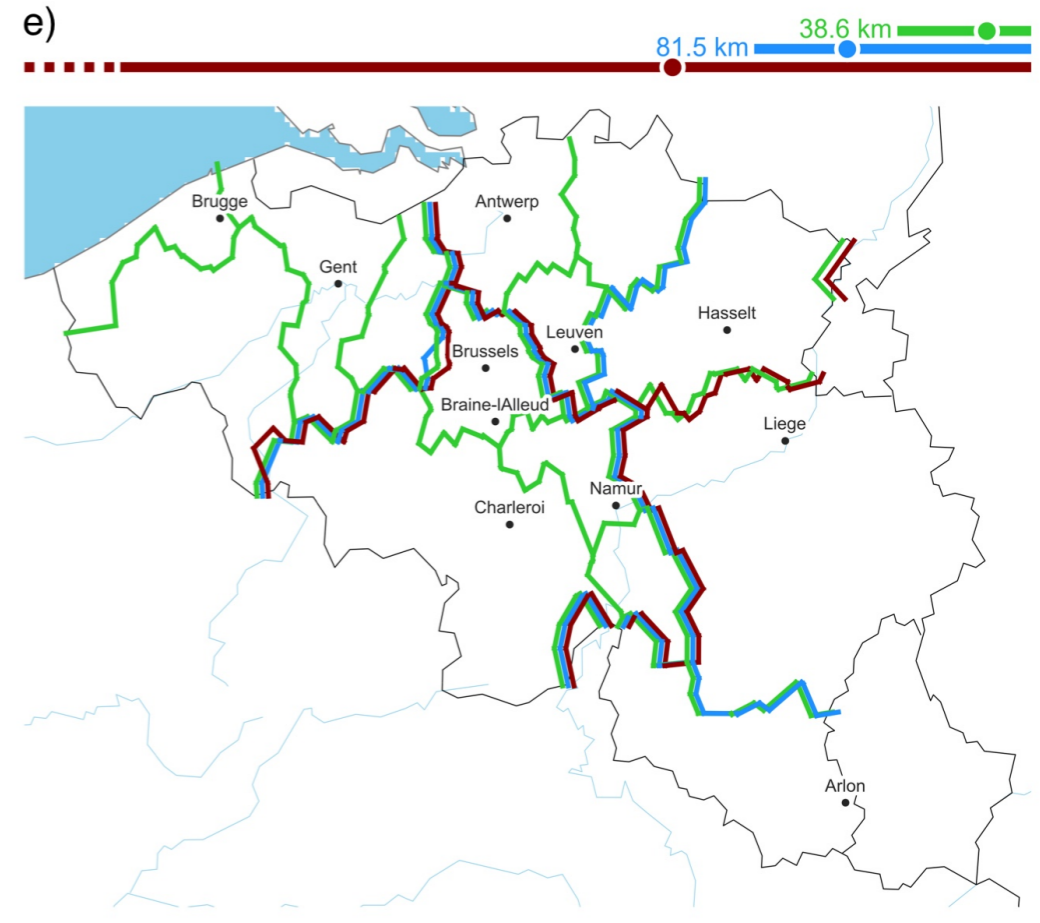 e)
38.6 km
81.5 km
Brugge
Antwerp
Gent
Hasselt
Leuven
Brussels
Braine-lAlleud
Liege
Namur
Charleroi
Arlon